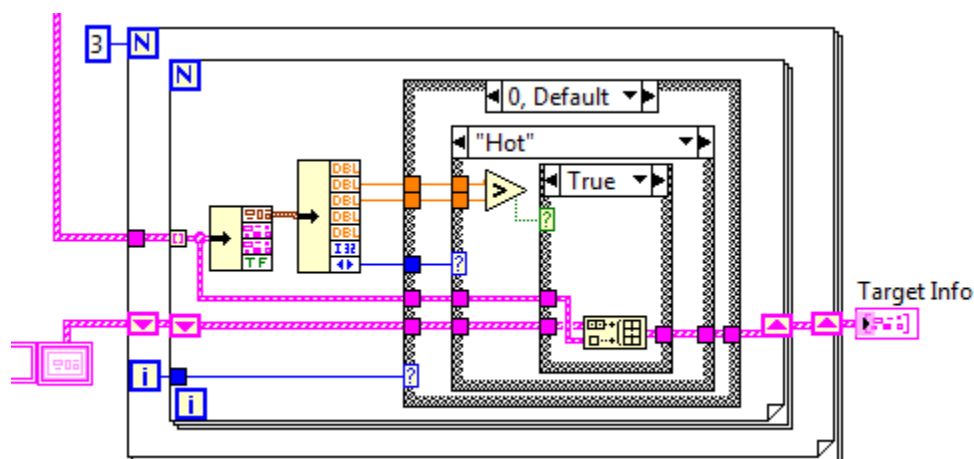 3
N
N
0, Default
"Hot"
DBL
DBL
DBL
DBL
DBL
I32
TF
>
True
?
?
?
Target Info
i
i